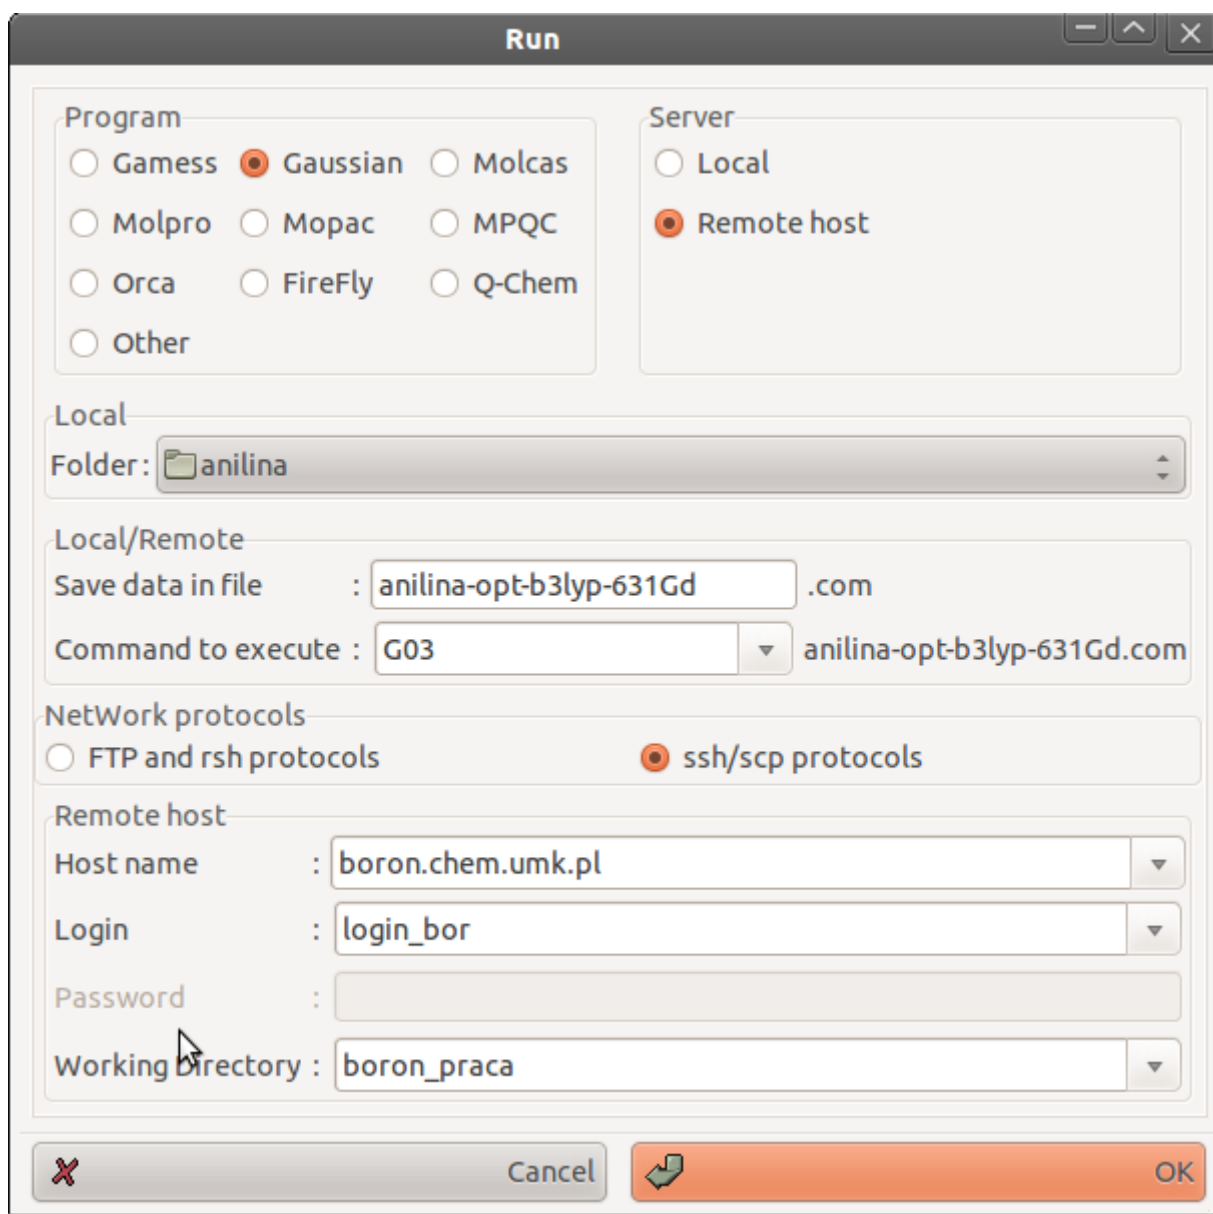 Run
Program
Server
Gamess Gaussian Molcas
Local
Molpro Mopac MPQC
Remote host
Orca FireFly Q-Chem
Other
Local
Folder: anilina
Local/Remote
Save data in file : anilina-opt-b3lyp-631Gd .com
Command to execute : G03 anilina-opt-b3lyp-631Gd.com
NetWork protocols
FTP and rsh protocols ssh/scp protocols
Remote host
Host name : boron.chem.umk.pl
Login : login_bor
Password :
Working Directory : boron_praca
Cancel OK